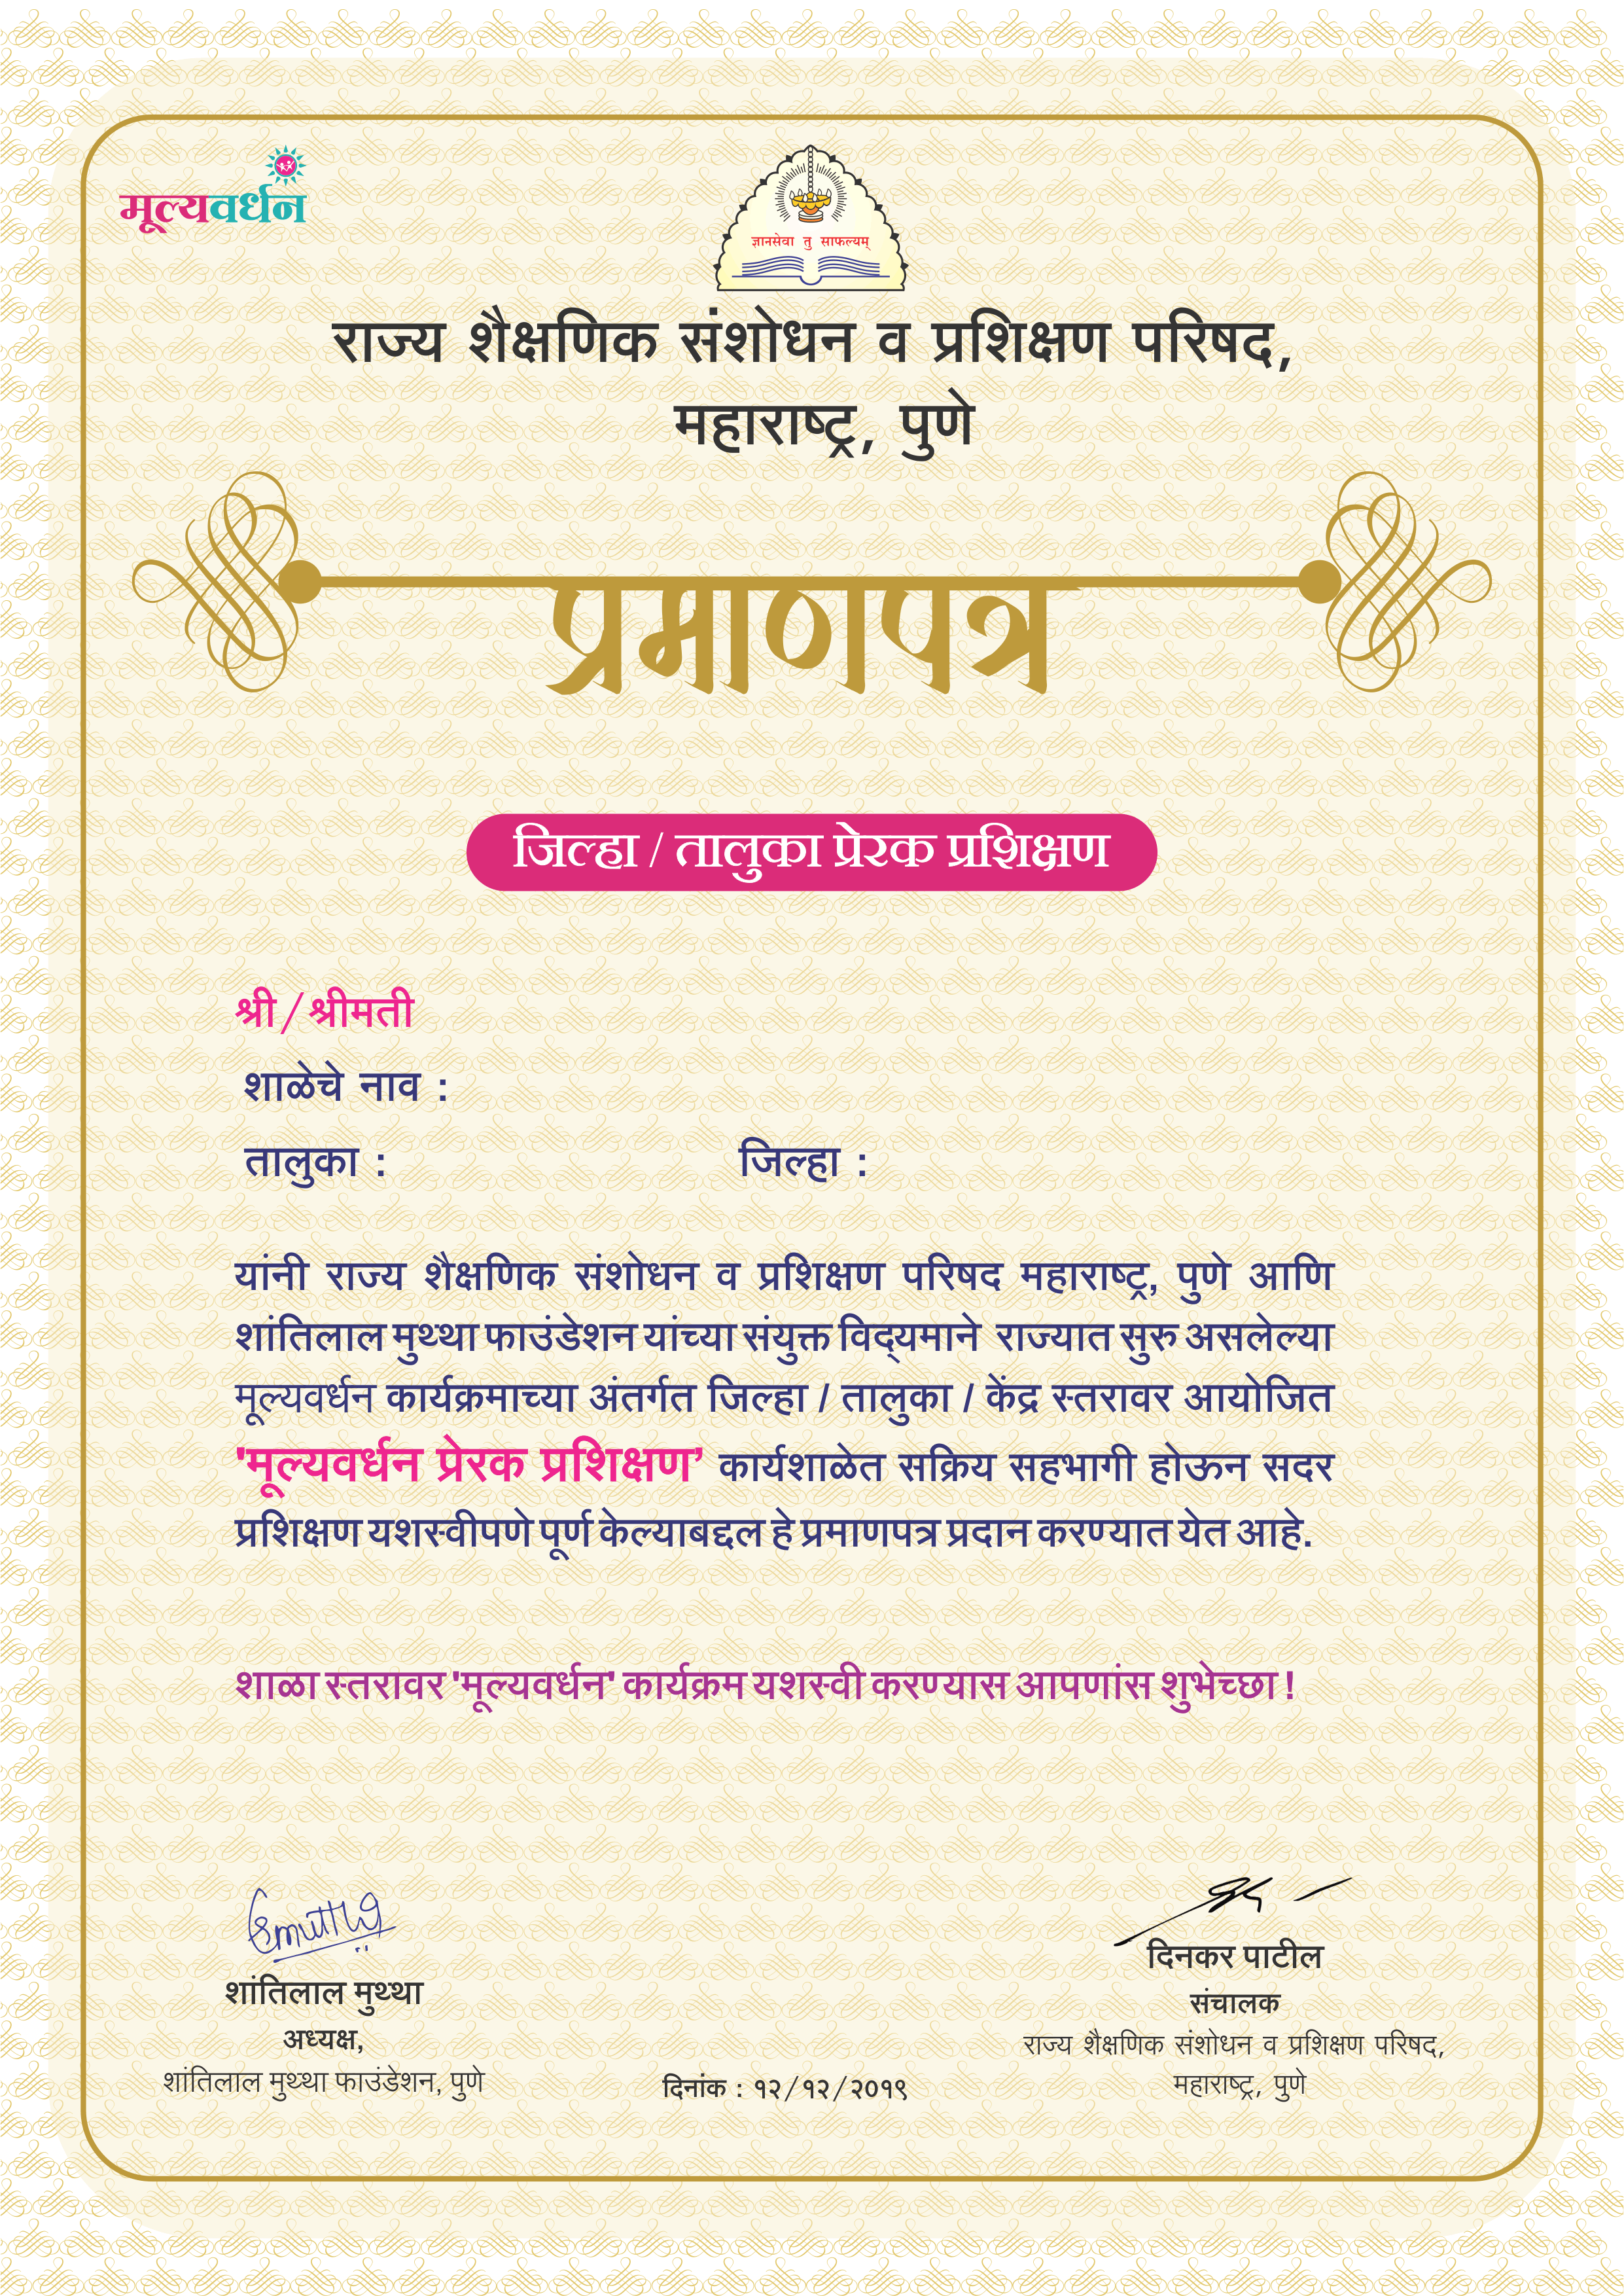 मूल्यवर्धन
ज्ञानसेवा तु साफल्यम्
राज्य शैक्षणिक संशोधन व प्रशिक्षण परिषद,
महाराष्ट्र, पुणे
प्रमाणपत्र
जिल्हा / तालुका प्रेरक प्रशिक्षण
श्री/श्रीमती
शाळेचे नाव :
तालुका : जिल्हा :
यांनी राज्य शैक्षणिक संशोधन व प्रशिक्षण परिषद महाराष्ट्र, पुणे आणि
शांतिलाल मुथ्था फाउंडेशन यांच्या संयुक्त विद्‌यमाने राज्यात सुरु असलेल्या
मूल्यवर्धन कार्यक्रमाच्या अंतर्गत जिल्हा / तालुका / केंद्र स्तरावर आयोजित
'मूल्यवर्धन प्रेरक प्रशिक्षण’ कार्यशाळेत सक्रिय सहभागी होऊन सदर
प्रशिक्षण यशस्वीपणे पूर्ण केल्याबद्दल हे प्रमाणपत्र प्रदान करण्यात येत आहे.
शाळा स्तरावर 'मूल्यवर्धन' कार्यक्रम यशस्वी करण्यास आपणांस शुभेच्छा !
शांतिलाल मुथ्था
अध्यक्ष,
शांतिलाल मुथ्था फाउंडेशन, पुणे
दिनांक : १२/१२/२०१९
दिनकर पाटील
संचालक
राज्य शैक्षणिक संशोधन व प्रशिक्षण परिषद,
महाराष्ट्र, पुणे